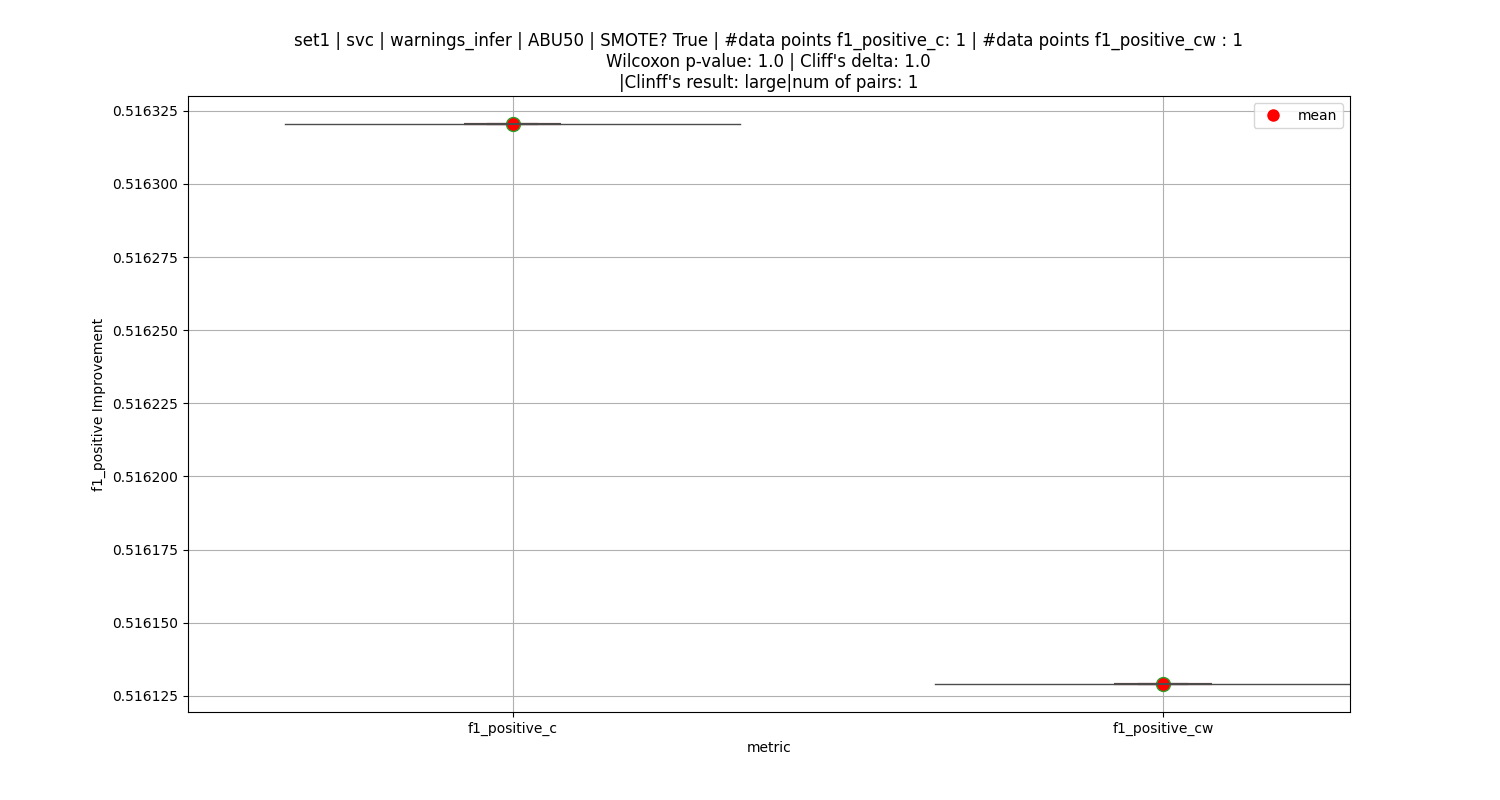 set1 | svc | warnings_infer | ABU50 | SMOTE? True | #data points f1_positive_c: 1 | #data points f1_positive_cw : 1
Wilcoxon p-value: 1.0 | Cliff's delta: 1.0
|Clinff's result: large|num of pairs: 1
mean
f1_positive Improvement
0.516325
0.516300
0.516275
0.516250
0.516225
0.516200
0.516175
0.516150
0.516125
f1_positive_c
f1_positive_cw
metric